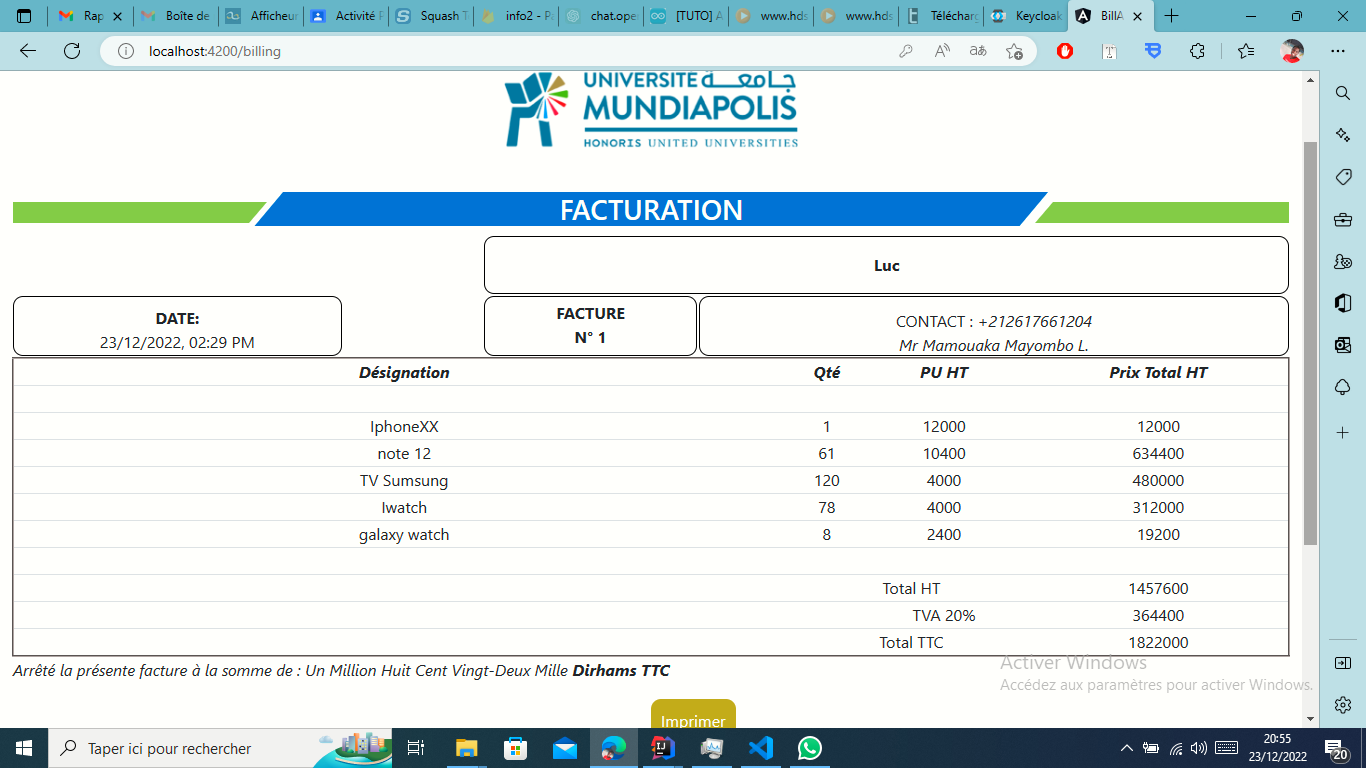 Rap
Boîte de
Afficheur
Activité P
Squash T
info2 - Pa
chat.ope
[TUTO] A
www.hds
www.hds
Télécharg
Keycloak
BillA
localhost:4200/billing
UNIVERSITE جامعة
MUNDIAPOLIS
HONORIS UNITED UNIVERSITIES
FACTURATION
Luc
DATE:
23/12/2022, 02:29 PM
FACTURE
N° 1
CONTACT : +212617661204
Mr Mamouaka Mayombo L.
Désignation Qté PU HT Prix Total HT
IphoneXX 1 12000 12000
note 12 61 10400 634400
TV Sumsung 120 4000 480000
Iwatch 78 4000 312000
galaxy watch 8 2400 19200
Total HT 1457600
TVA 20% 364400
Total TTC 1822000
Arrêté la présente facture à la somme de : Un Million Huit Cent Vingt-Deux Mille Dirhams TTC
Activer Windows
Accédez aux paramètres pour activer Windows.
Imprimer
Taper ici pour rechercher
20:55
23/12/2022
20